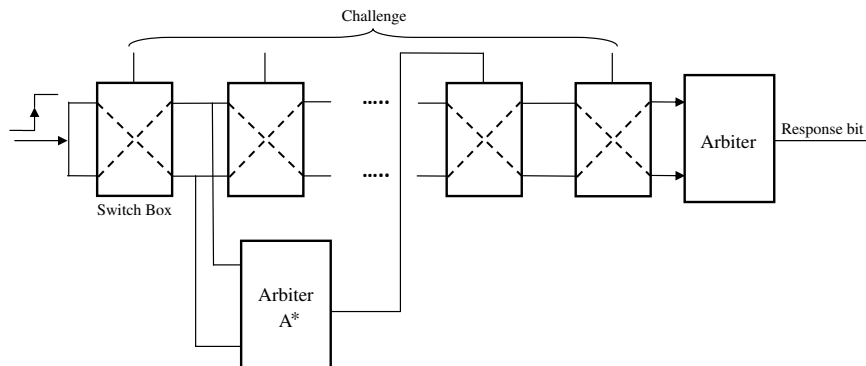 Challenge
.....
Arbiter
Response bit
.....
Switch Box
Arbiter
A*